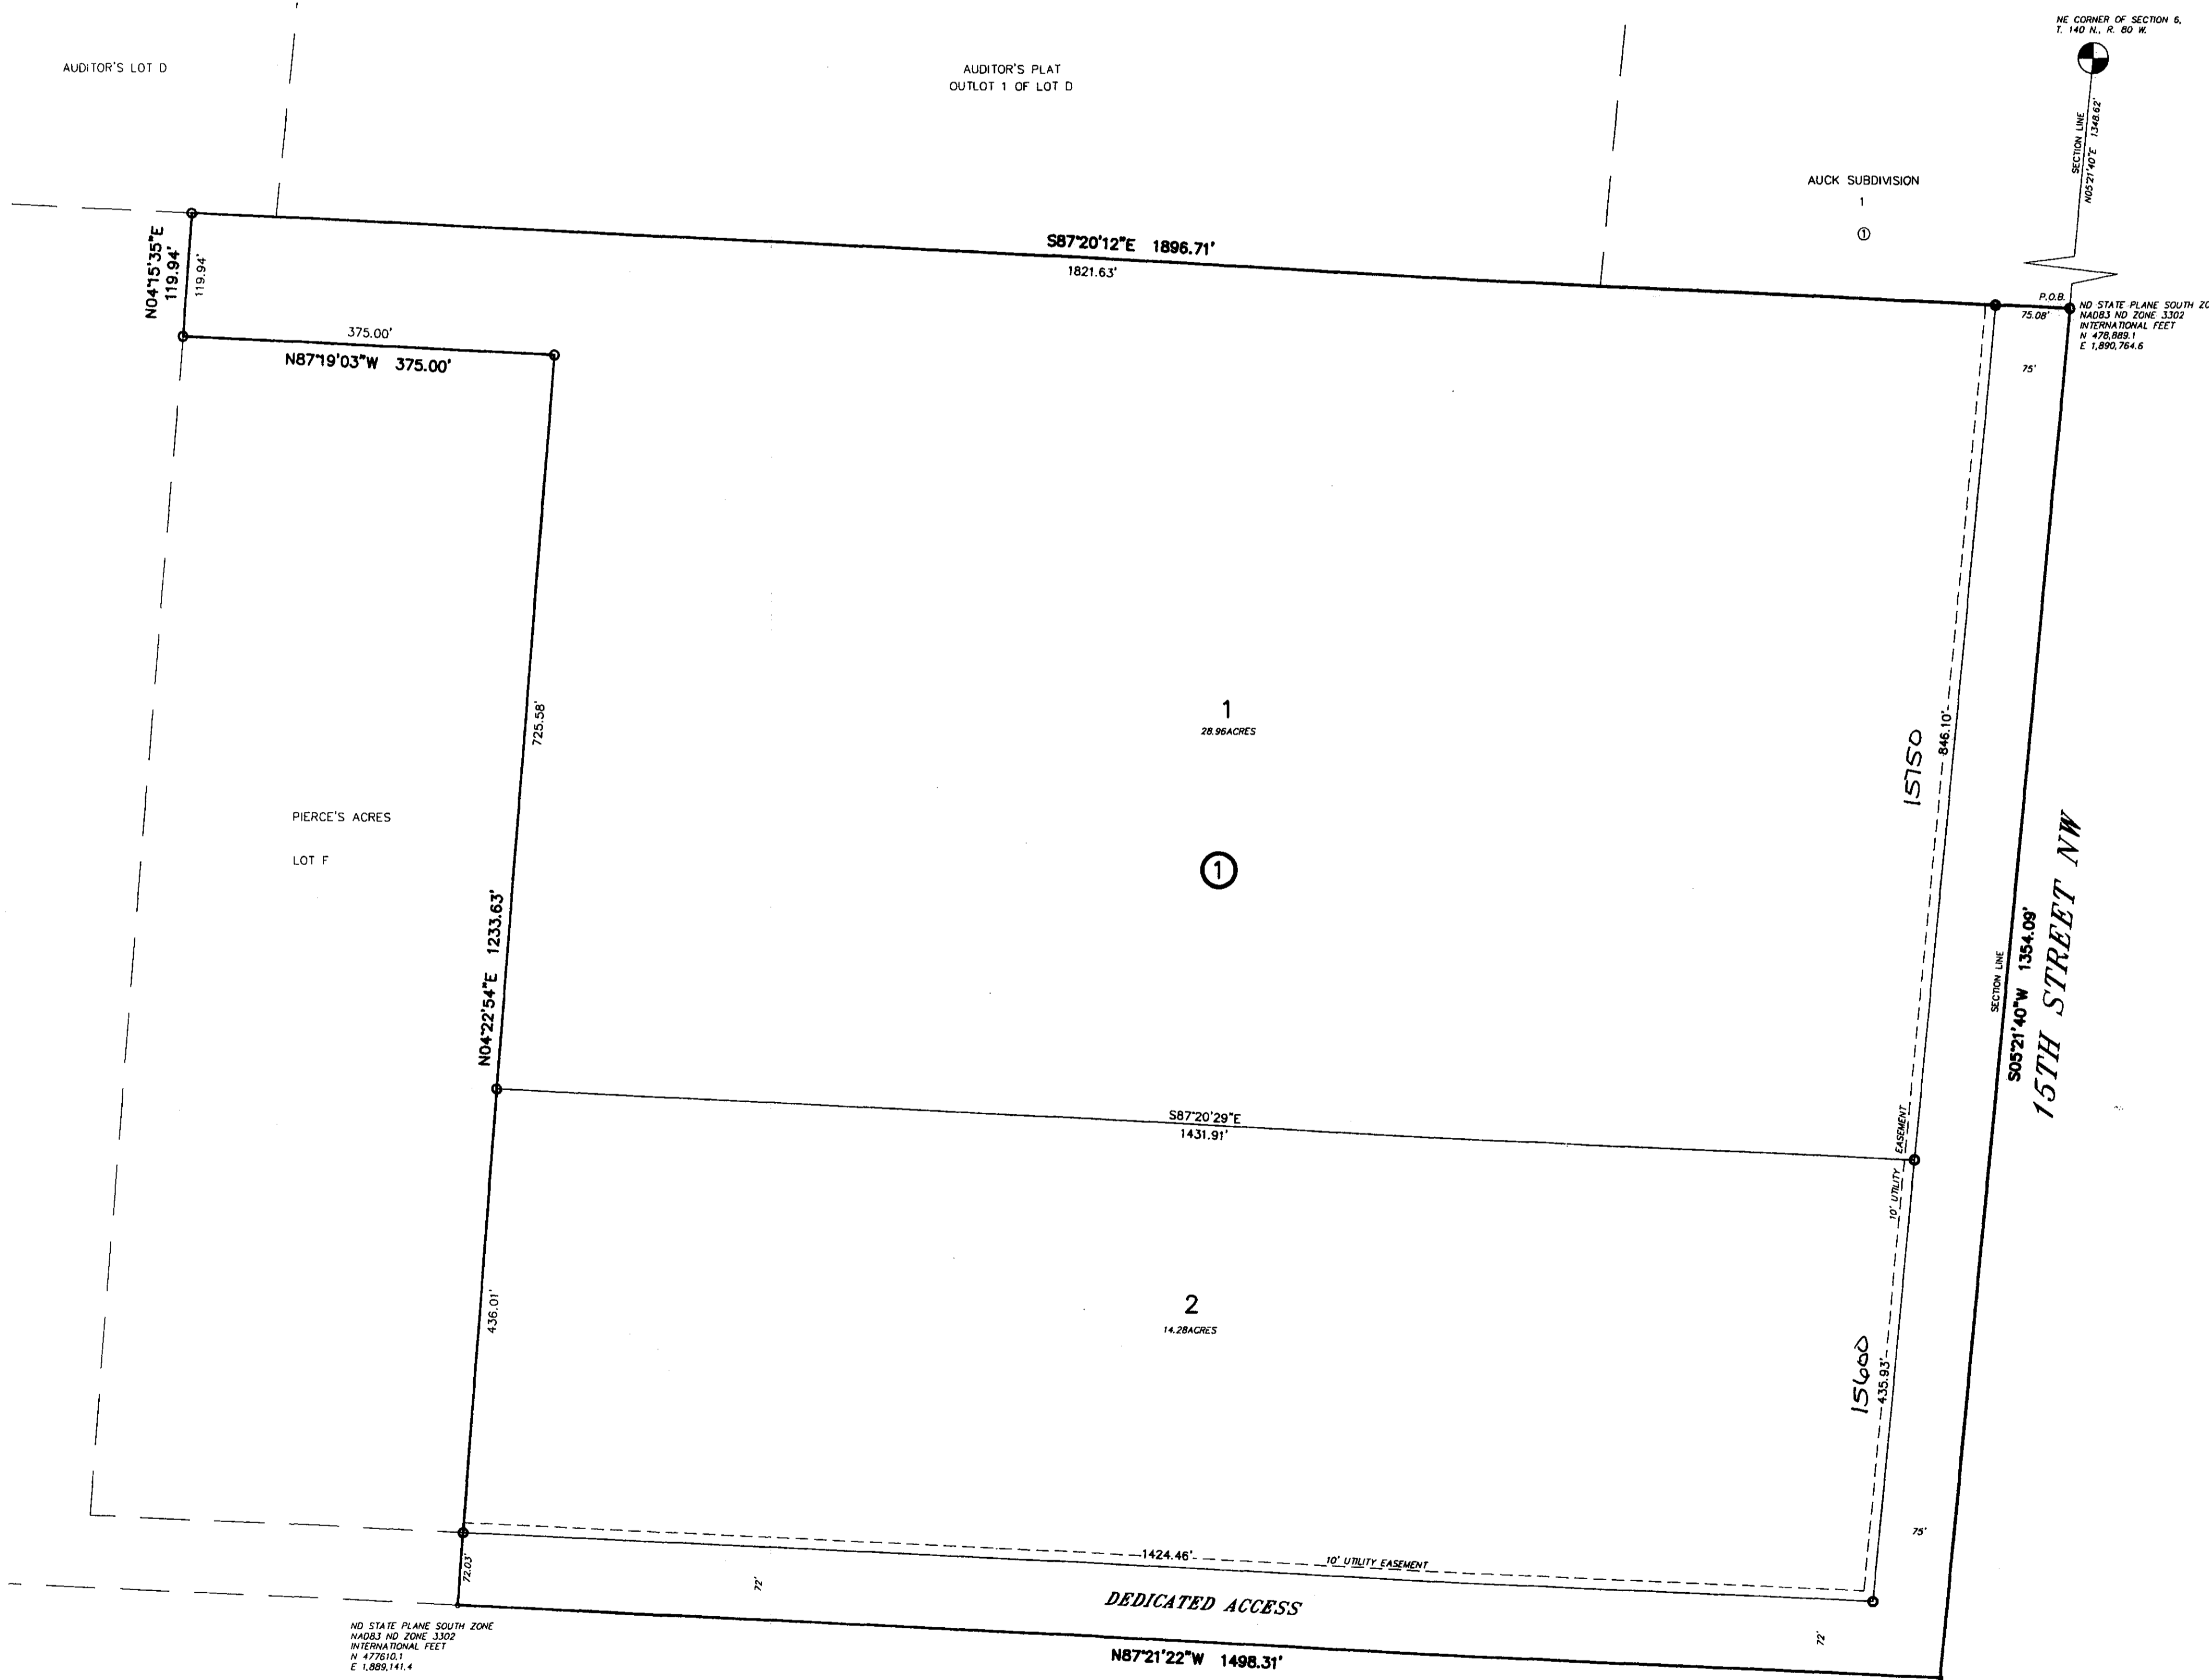 NE CORNER OF SECTION 6,
T. 140 N., R. 80 W.
AUDITOR'S LOT D
AUDITOR'S PLAT
OUTLOT 1 OF LOT D
SECTION LINE
N05°21'40"E 1348.62'
AUCK SUBDIVISION
1
1
N04°15'35"E
119.94'
119.94'
S87°20'12"E 1896.71'
1821.63'
P.O.B.
75.08'
ND STATE PLANE SOUTH ZO
NAD83 ND ZONE 3302
INTERNATIONAL FEET
N 478,889.1
E 1,890,764.6
375.00'
N87°19'03"W 375.00'
75'
725.58'
1
28.96ACRES
15750
846.10'
PIERCE'S ACRES
LOT F
1
N04°22'54"E 1233.63'
SECTION LINE
S05°21'40"W 1354.09'
15TH STREET NW
S87°20'29"E
1431.91'
10' UTILITY EASEMENT
436.01'
2
14.28ACRES
15600
435.93'
75'
72.03'
72'
1424.46'
10' UTILITY EASEMENT
DEDICATED ACCESS
72'
N87°21'22"W 1498.31'
ND STATE PLANE SOUTH ZONE
NAD83 ND ZONE 3302
INTERNATIONAL FEET
N 477610.1
E 1,889,141.4